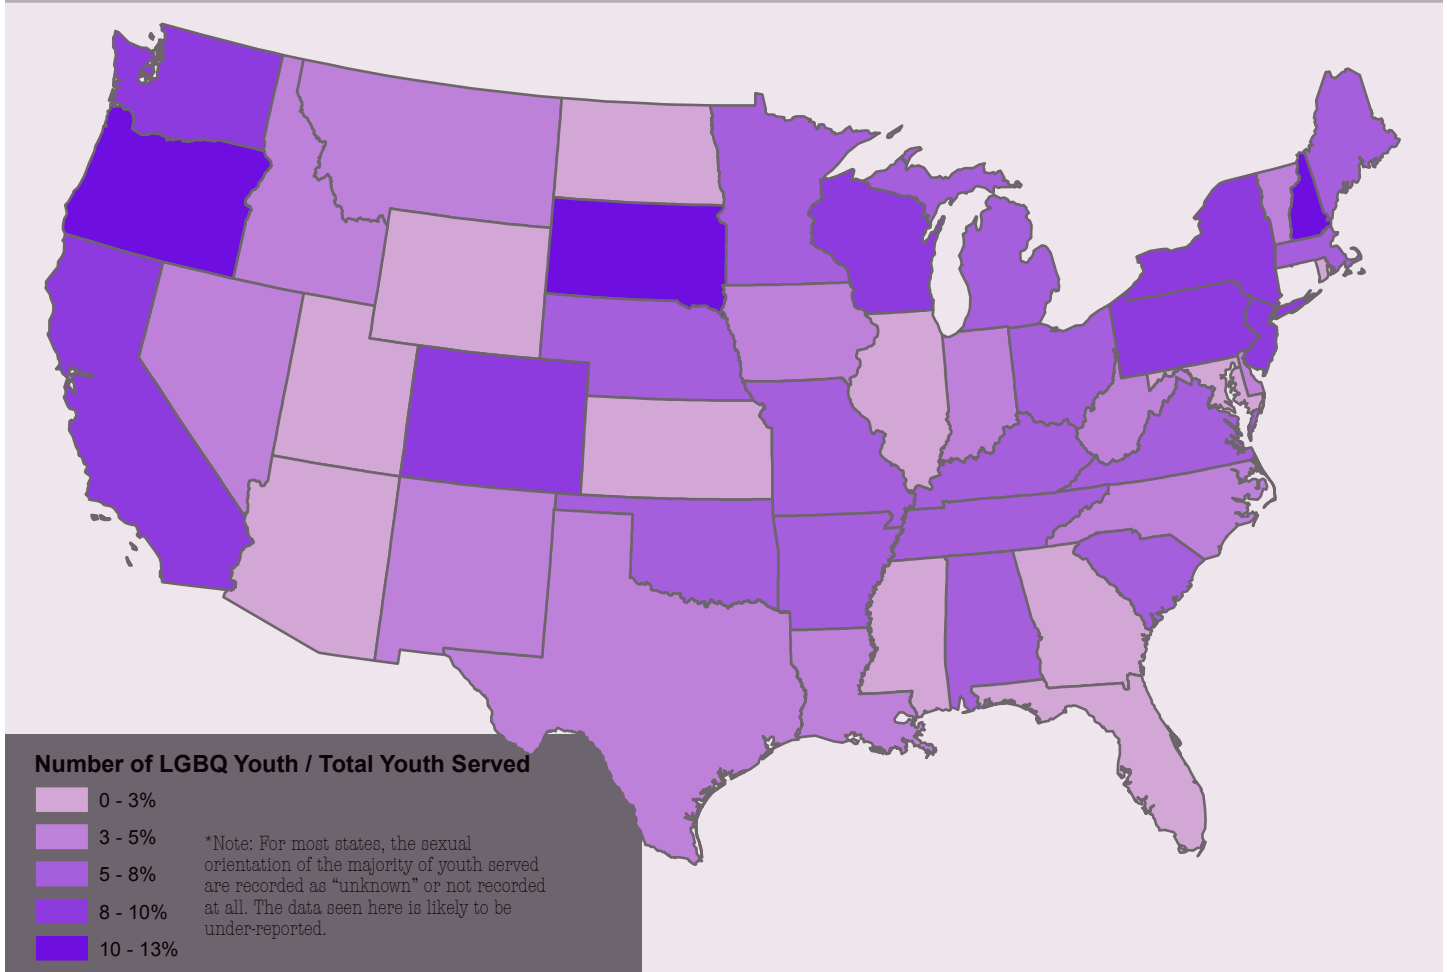 Number of LGBQ Youth / Total Youth Served
0 - 3%
3 - 5%
5 - 8%
8 - 10%
10 - 13%
*Note: For most states, the sexual
orientation of the majority of youth served
are recorded as “unknown” or not recorded
at all. The data seen here is likely to be
under-reported.